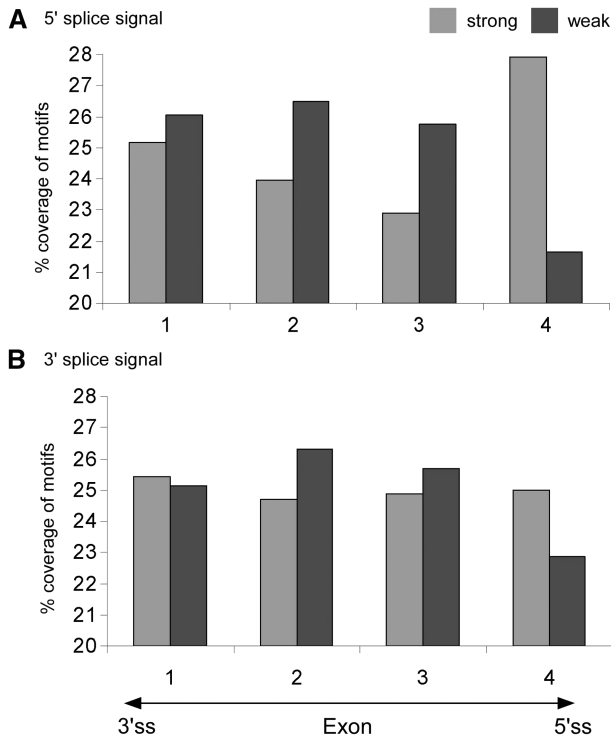 A 5' splice signal
strong weak
% coverage of motifs
28
27
26
25
24
23
22
21
20
1 2 3 4
B 3' splice signal
% coverage of motifs
28
27
26
25
24
23
22
21
20
1 2 3 4
3'ss Exon 5'ss